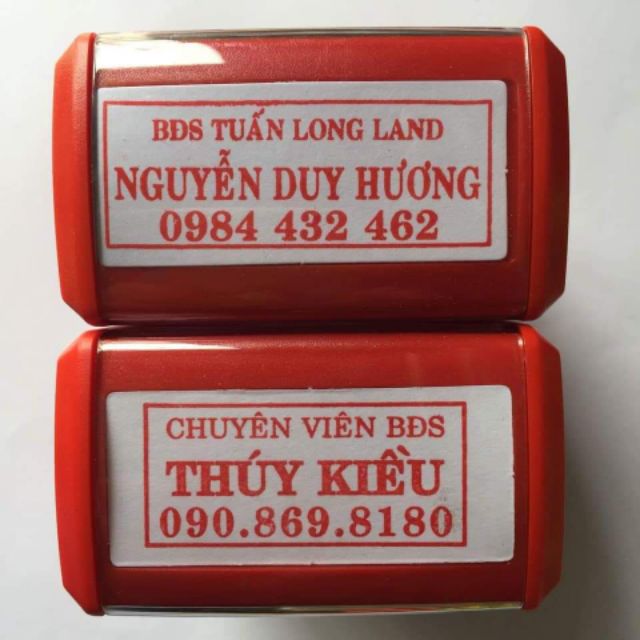 BĐS TUẤN LONG LAND
NGUYỄN DUY HƯƠNG
0984 432 462
CHUYÊN VIÊN BĐS
THÚY KIỀU
090.869.8180